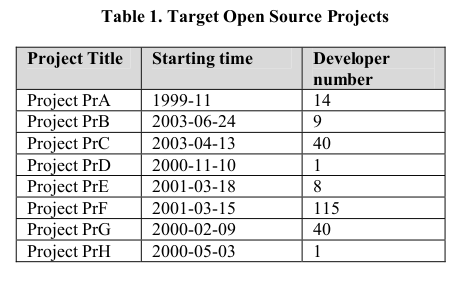 Table 1. Target Open Source Projects
Project Title Starting time Developer
number
Project PrA 1999-11 14
Project PrB 2003-06-24 9
Project PrC 2003-04-13 40
Project PrD 2000-11-10 1
Project PrE 2001-03-18 8
Project PrF 2001-03-15 115
Project PrG 2000-02-09 40
Project PrH 2000-05-03 1